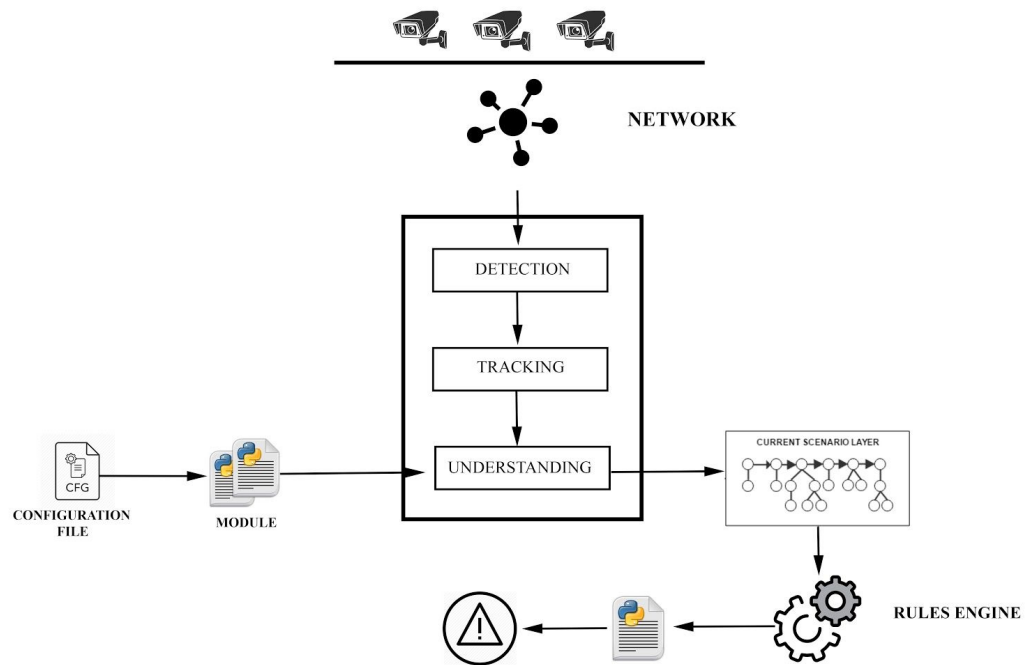 NETWORK
DETECTION
TRACKING
UNDERSTANDING
CFG
CONFIGURATION
FILE
MODULE
CURRENT SCENARIO LAYER
RULES ENGINE